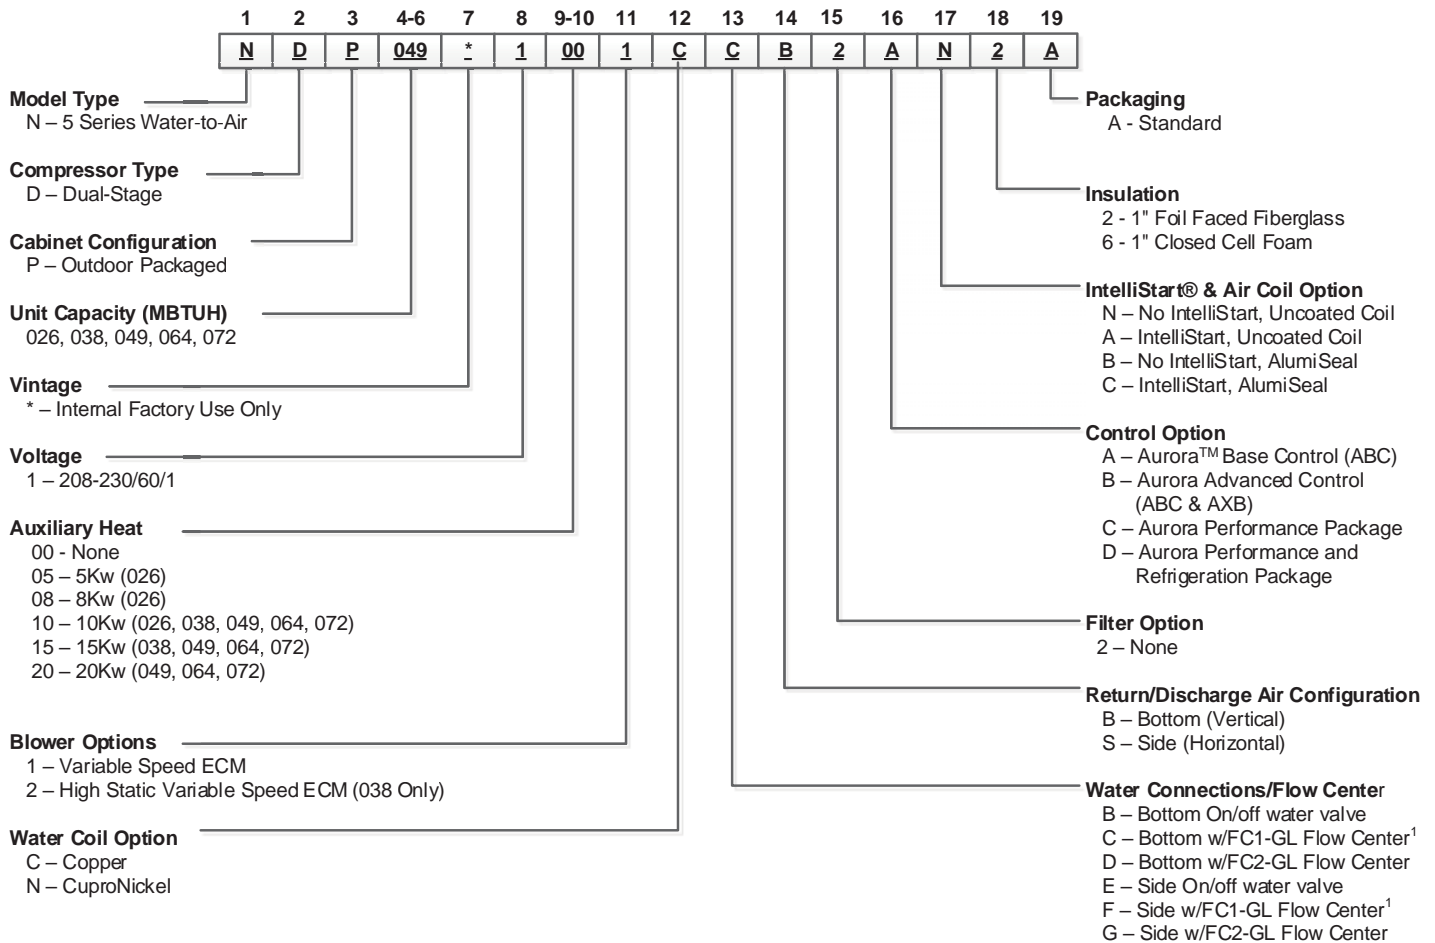 1 2 3 4-6 7 8 9-10 11 12 13 14 15 16 17 18 19
N D P 049 * 1 00 1 C C B 2 A N 2 A
Model Type
N – 5 Series Water-to-Air
Compressor Type
D – Dual-Stage
Cabinet Configuration
P – Outdoor Packaged
Unit Capacity (MBTUH)
026, 038, 049, 064, 072
Vintage
* – Internal Factory Use Only
Voltage
1 – 208-230/60/1
Auxiliary Heat
00 - None
05 – 5Kw (026)
08 – 8Kw (026)
10 – 10Kw (026, 038, 049, 064, 072)
15 – 15Kw (038, 049, 064, 072)
20 – 20Kw (049, 064, 072)
Blower Options
1 – Variable Speed ECM
2 – High Static Variable Speed ECM (038 Only)
Water Coil Option
C – Copper
N – CuproNickel
Packaging
A - Standard
Insulation
2 - 1" Foil Faced Fiberglass
6 - 1" Closed Cell Foam
IntelliStart® & Air Coil Option
N – No IntelliStart, Uncoated Coil
A – IntelliStart, Uncoated Coil
B – No IntelliStart, AlumiSeal
C – IntelliStart, AlumiSeal
Control Option
A – Aurora™ Base Control (ABC)
B – Aurora Advanced Control
(ABC & AXB)
C – Aurora Performance Package
D – Aurora Performance and
Refrigeration Package
Filter Option
2 – None
Return/Discharge Air Configuration
B – Bottom (Vertical)
S – Side (Horizontal)
Water Connections/Flow Center
B – Bottom On/off water valve
C – Bottom w/FC1-GL Flow Center¹
D – Bottom w/FC2-GL Flow Center
E – Side On/off water valve
F – Side w/FC1-GL Flow Center¹
G – Side w/FC2-GL Flow Center